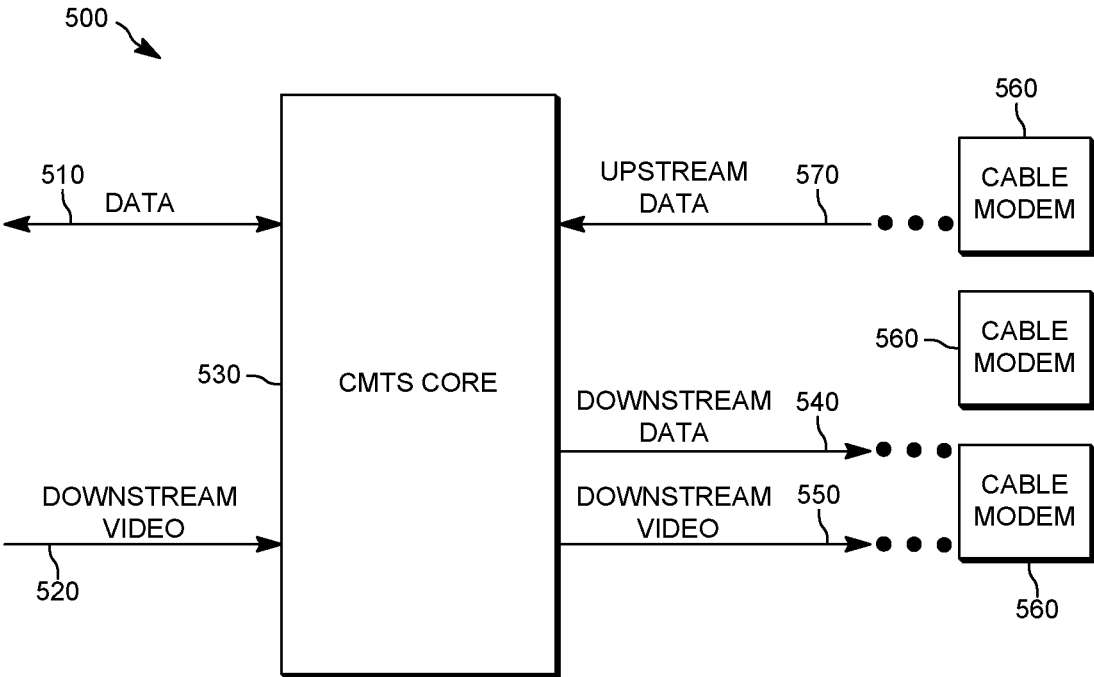 500
560
510
DATA
UPSTREAM
DATA
570
CABLE
MODEM
530
CMTS CORE
560
CABLE
MODEM
DOWNSTREAM
DATA
540
DOWNSTREAM
VIDEO
520
DOWNSTREAM
VIDEO
550
CABLE
MODEM
560